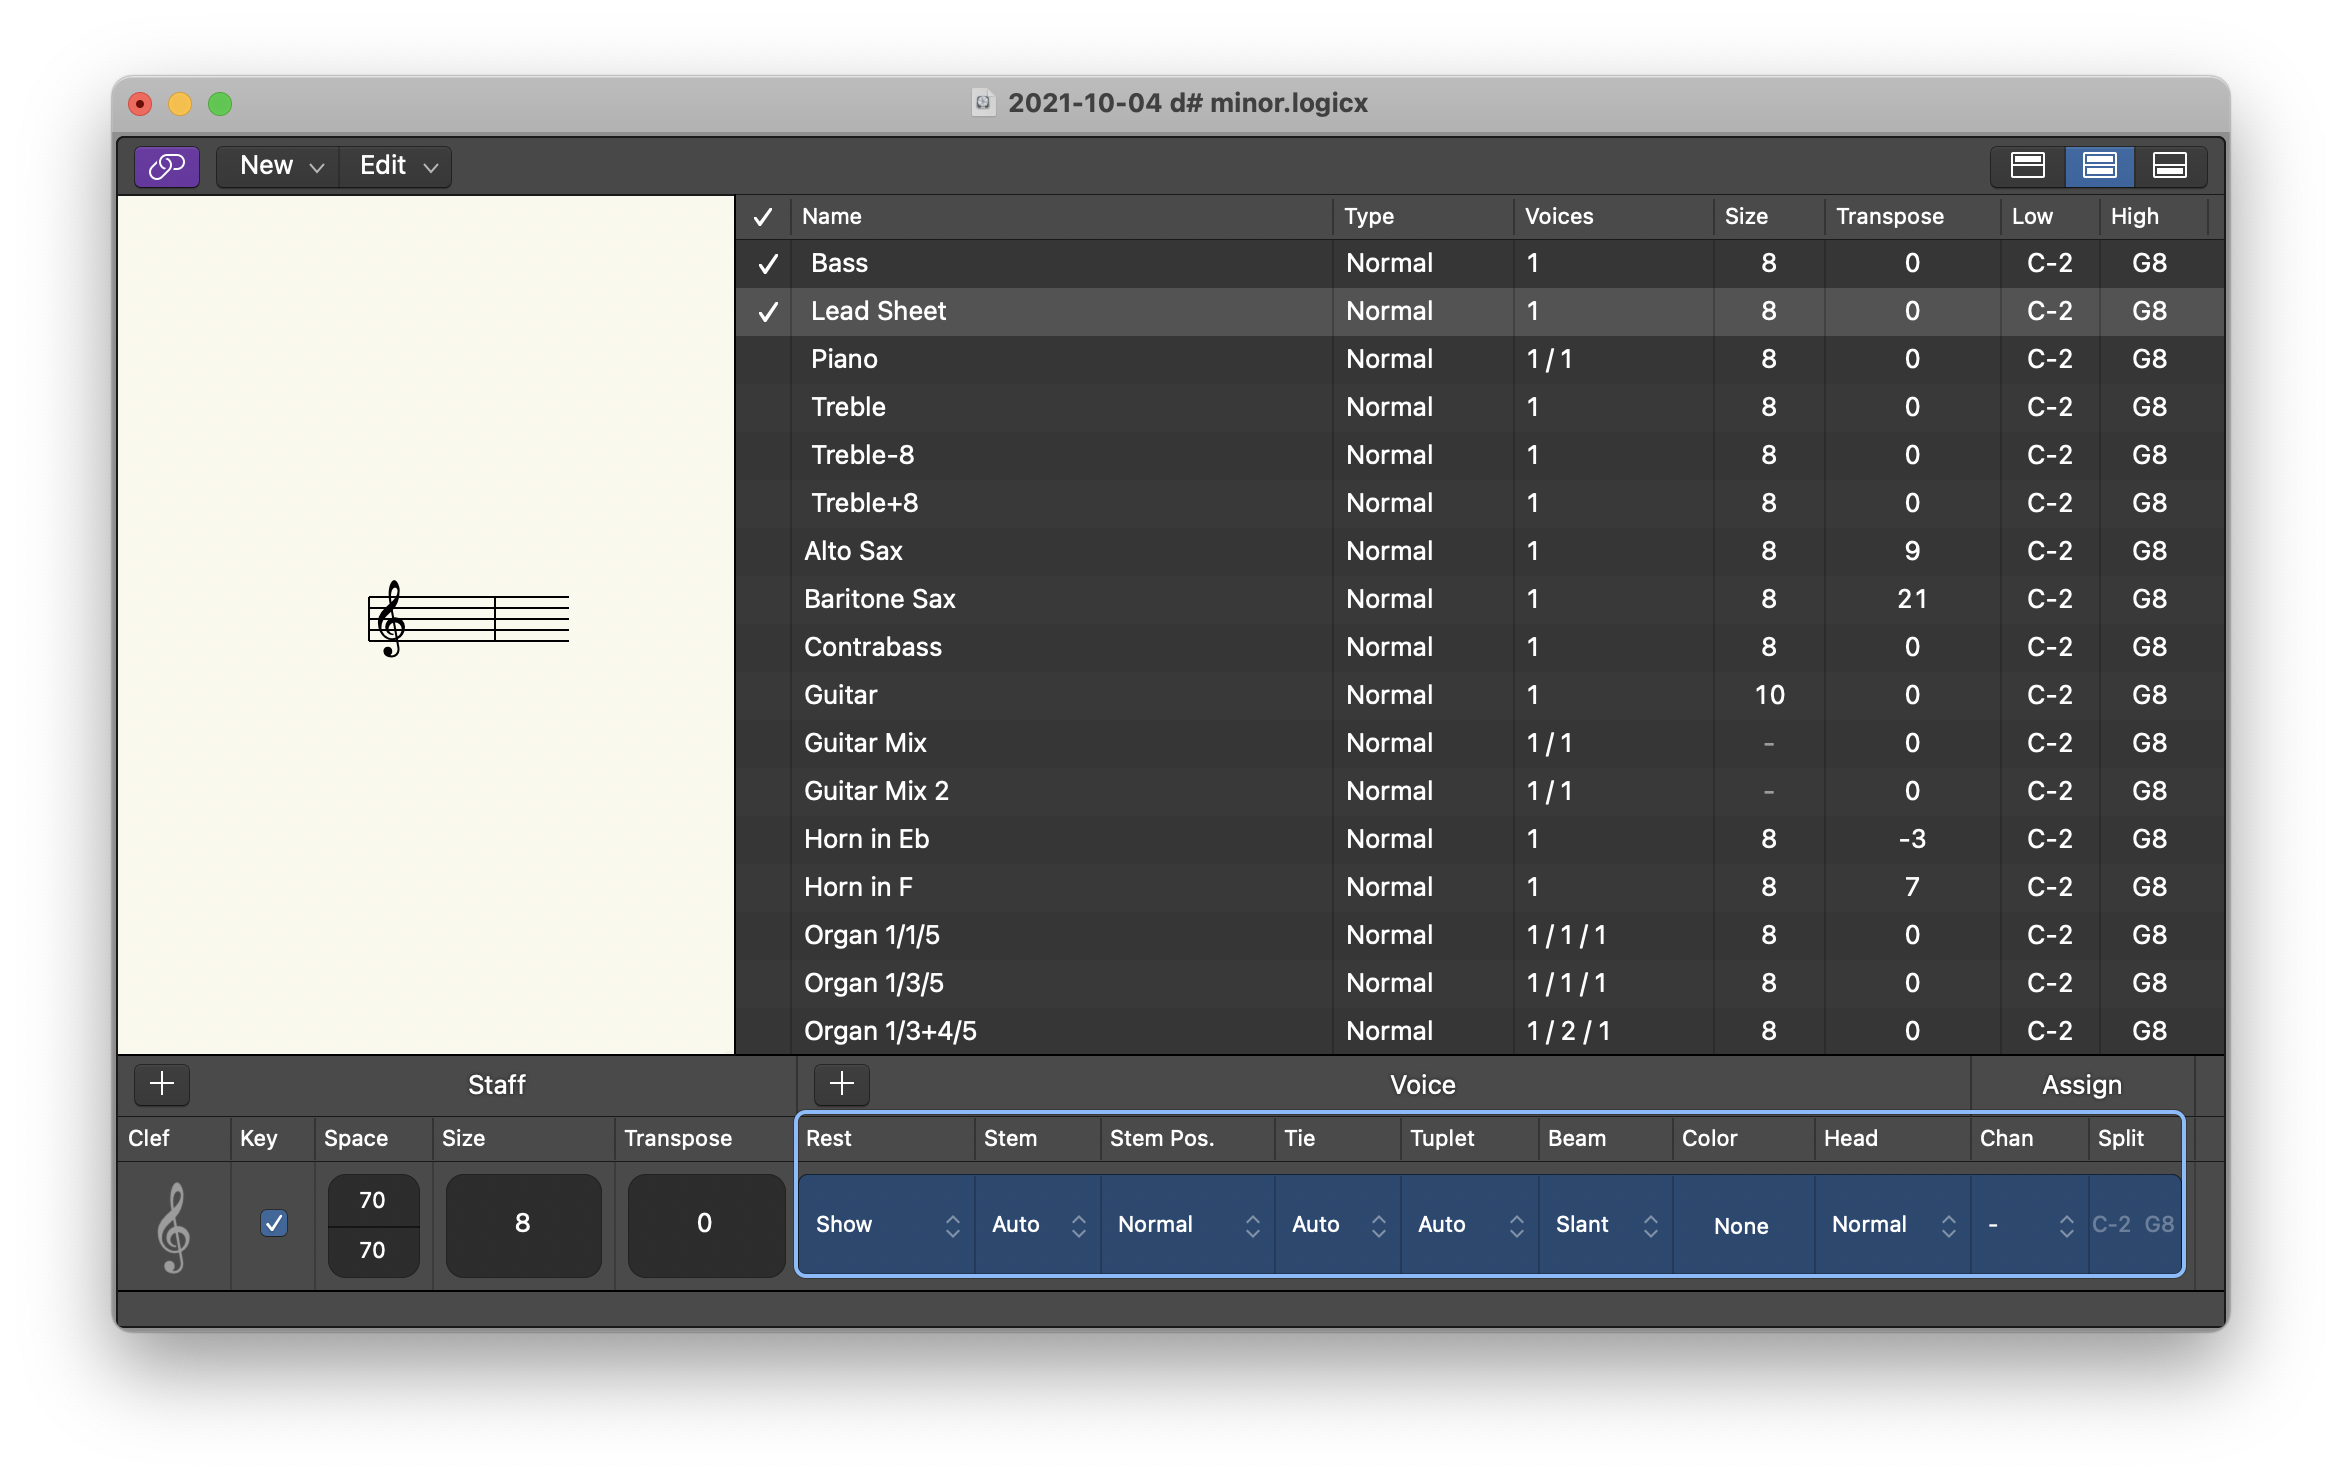 2021-10-04 d# minor.logicx
New Edit
Name Type Voices Size Transpose Low High
Bass Normal 1 8 0 C-2 G8
Lead Sheet Normal 1 8 0 C-2 G8
Piano Normal 1 / 1 8 0 C-2 G8
Treble Normal 1 8 0 C-2 G8
Treble-8 Normal 1 8 0 C-2 G8
Treble+8 Normal 1 8 0 C-2 G8
Alto Sax Normal 1 8 9 C-2 G8
Baritone Sax Normal 1 8 21 C-2 G8
Contrabass Normal 1 8 0 C-2 G8
Guitar Normal 1 10 0 C-2 G8
Guitar Mix Normal 1 / 1 - 0 C-2 G8
Guitar Mix 2 Normal 1 / 1 - 0 C-2 G8
Horn in Eb Normal 1 8 -3 C-2 G8
Horn in F Normal 1 8 7 C-2 G8
Organ 1/1/5 Normal 1 / 1 / 1 8 0 C-2 G8
Organ 1/3/5 Normal 1 / 1 / 1 8 0 C-2 G8
Organ 1/3+4/5 Normal 1 / 2 / 1 8 0 C-2 G8
Staff Voice Assign
Clef Key Space Size Transpose Rest Stem Stem Pos. Tie Tuplet Beam Color Head Chan Split
70
8 0 Show Auto Normal Auto Auto Slant None Normal - C-2 G8
70